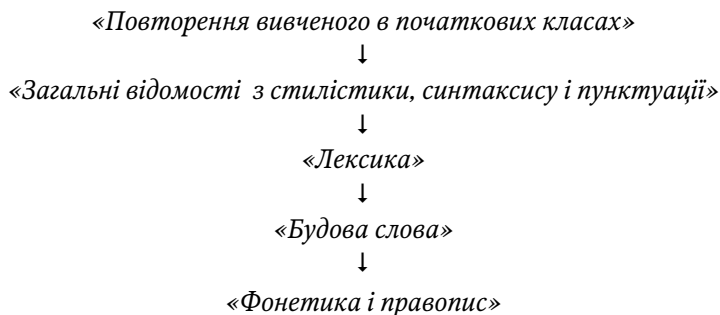 «Повторення вивченого в початкових класах»
↓
«Загальні відомості з стилістики, синтаксису і пунктуації»
↓
«Лексика»
↓
«Будова слова»
↓
«Фонетика і правопис»